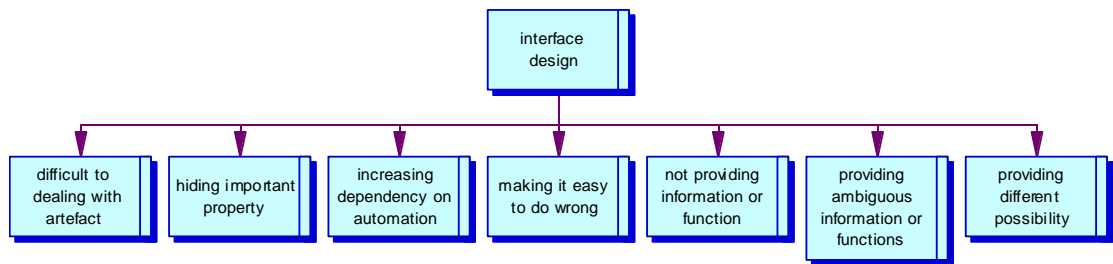 interface
design
difficult to
dealing with
artefact
hiding important
property
increasing
dependency on
automation
making it easy
to do wrong
not providing
information or
function
providing
ambiguous
information or
functions
providing
different
possibility